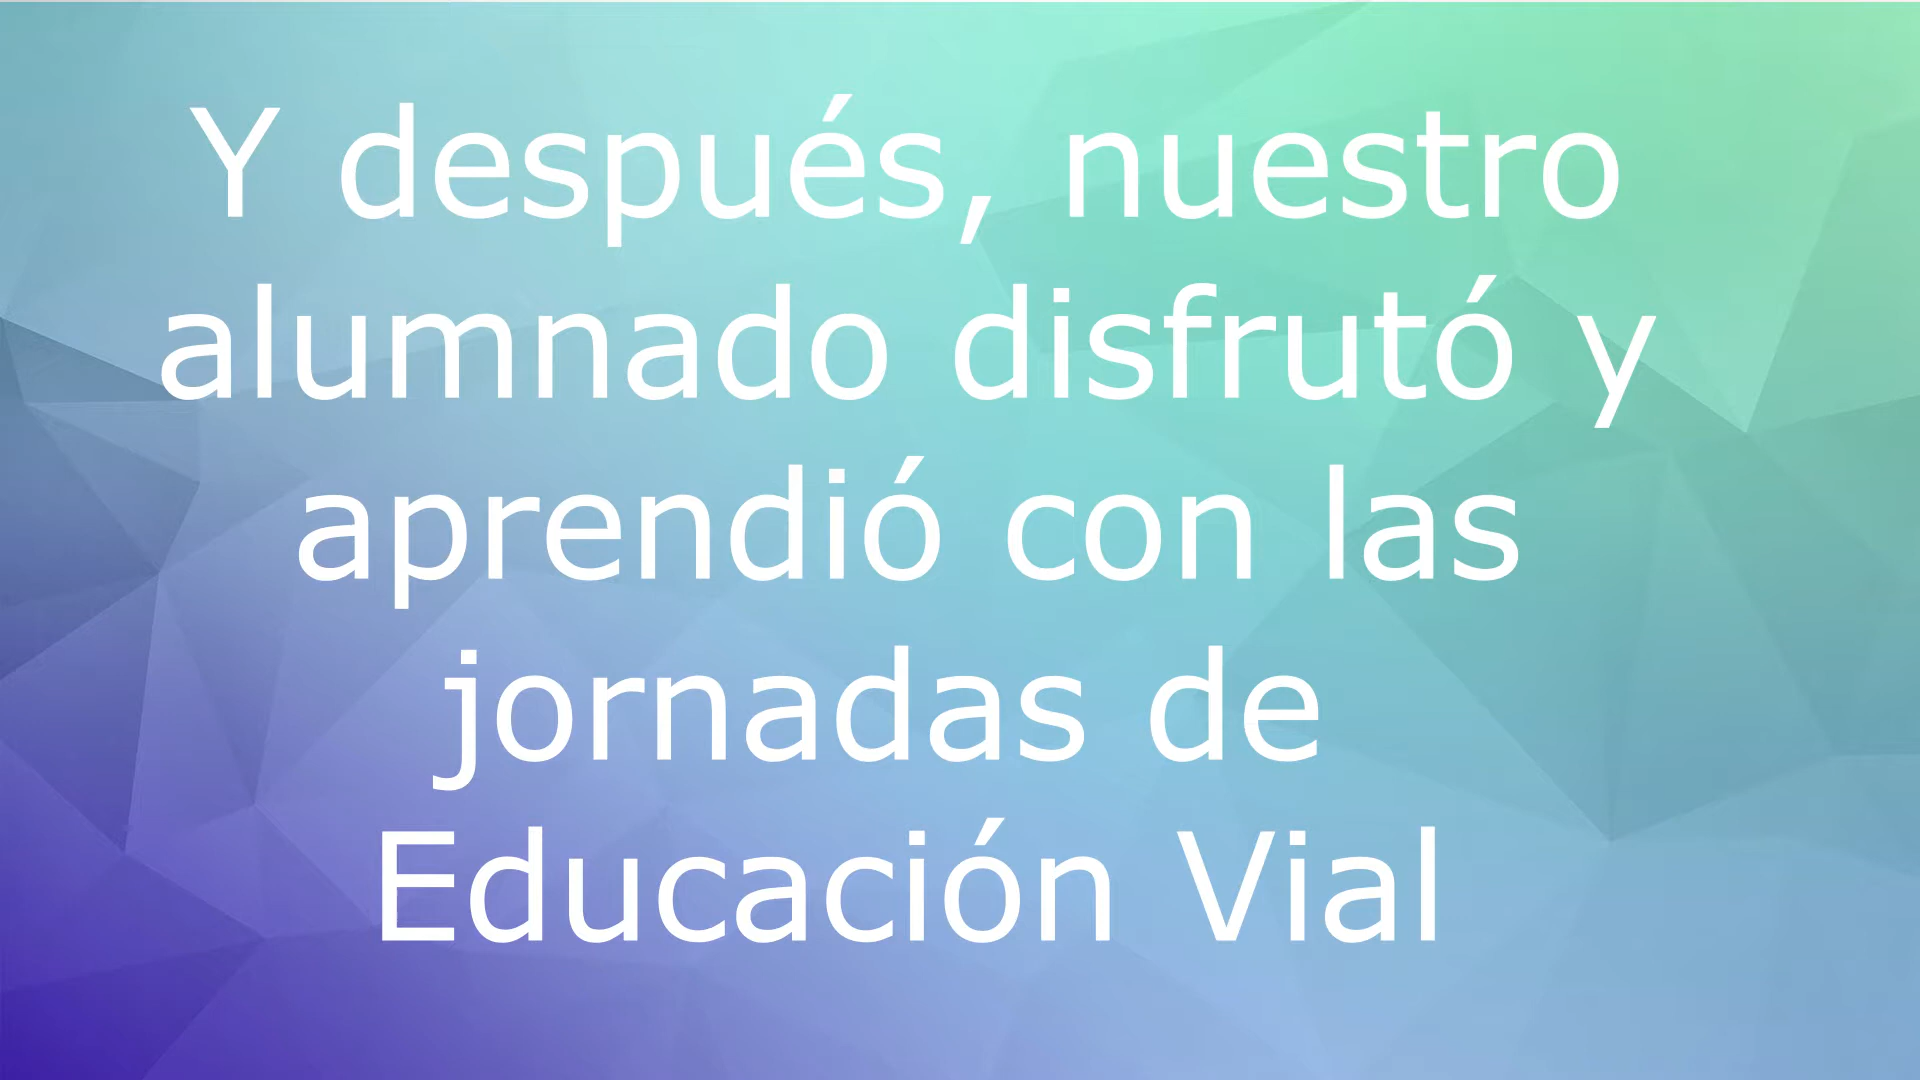 Y después, nuestro
alumnado disfrutó y
aprendió con las
jornadas de
Educación Vial